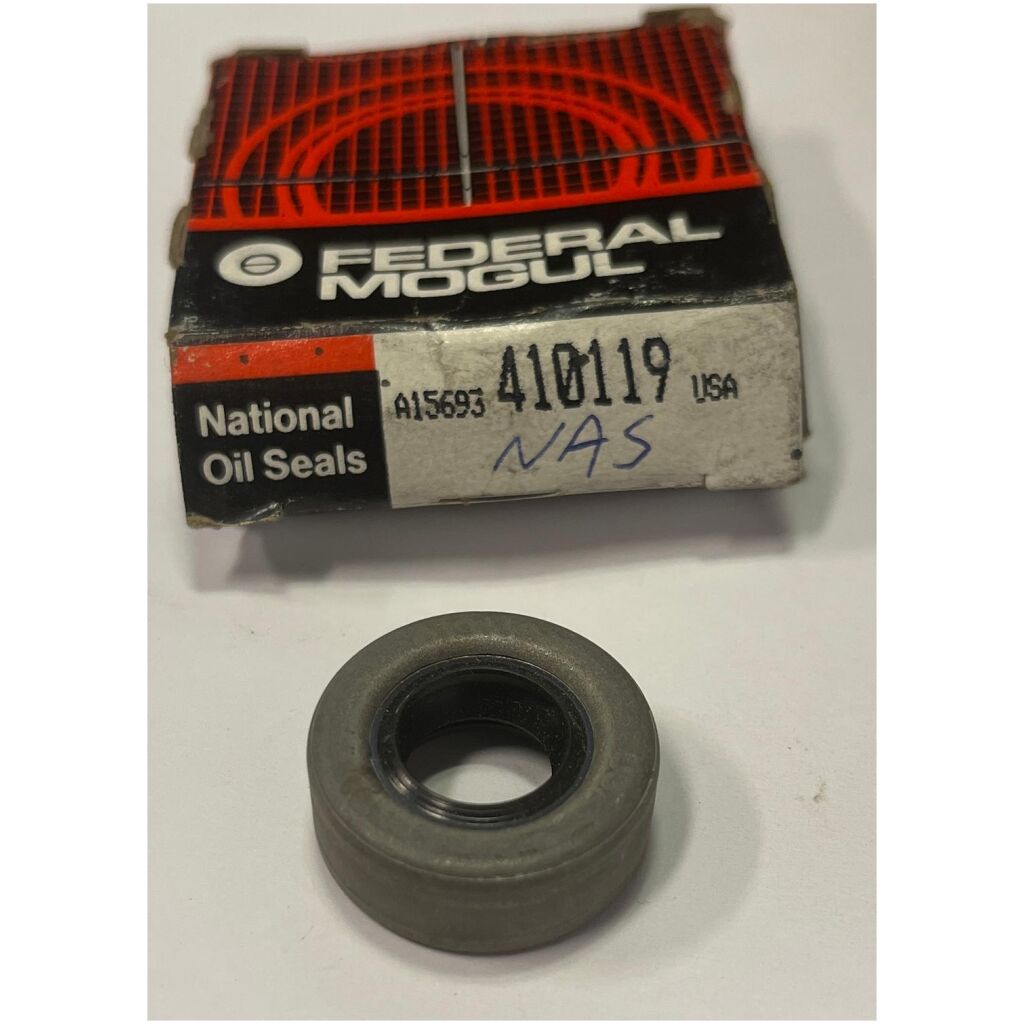 FEDERAL
MOGUL
National
Oil Seals
A15693 410119 USA
NAS